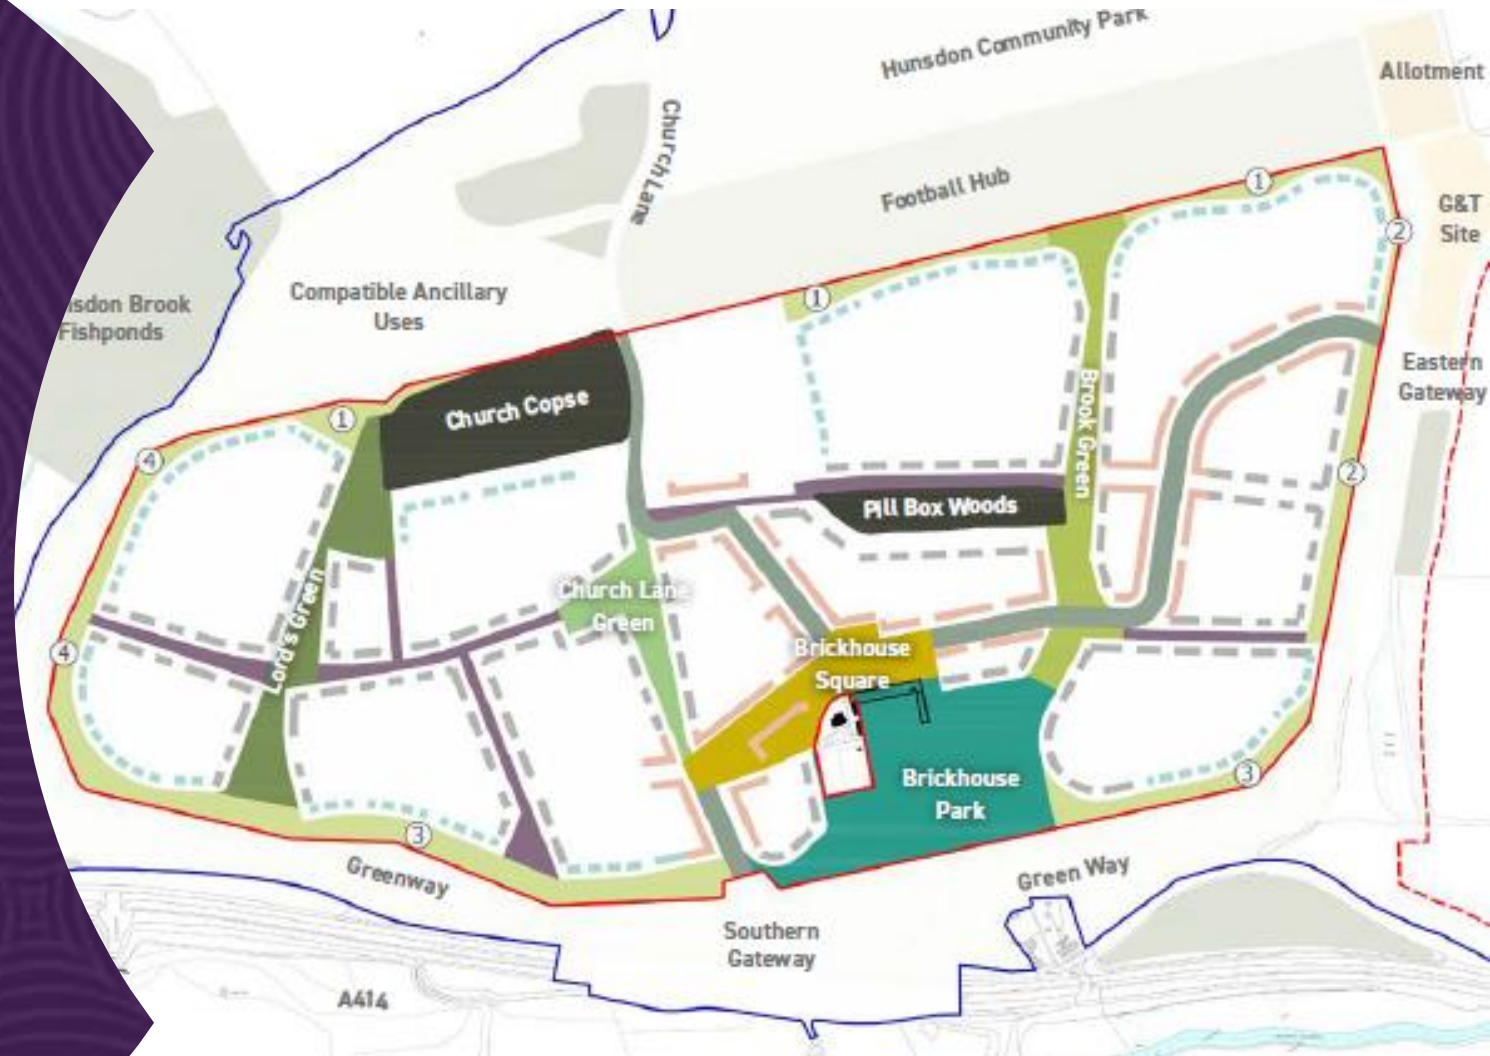 Hunsdon Community Park
Allotment
Church Lane
Football Hub
1
G&T
Site
2
nsdon Brook
Fishponds
Compatible Ancillary
Uses
1
Eastern
Gateway
Church Copse
1
Brook Green
4
2
Pill Box Woods
Church Lane
Green
Lord's Green
4
Brickhouse
Square
Brickhouse
Park
3
3
Greenway
Green Way
Southern
Gateway
A414